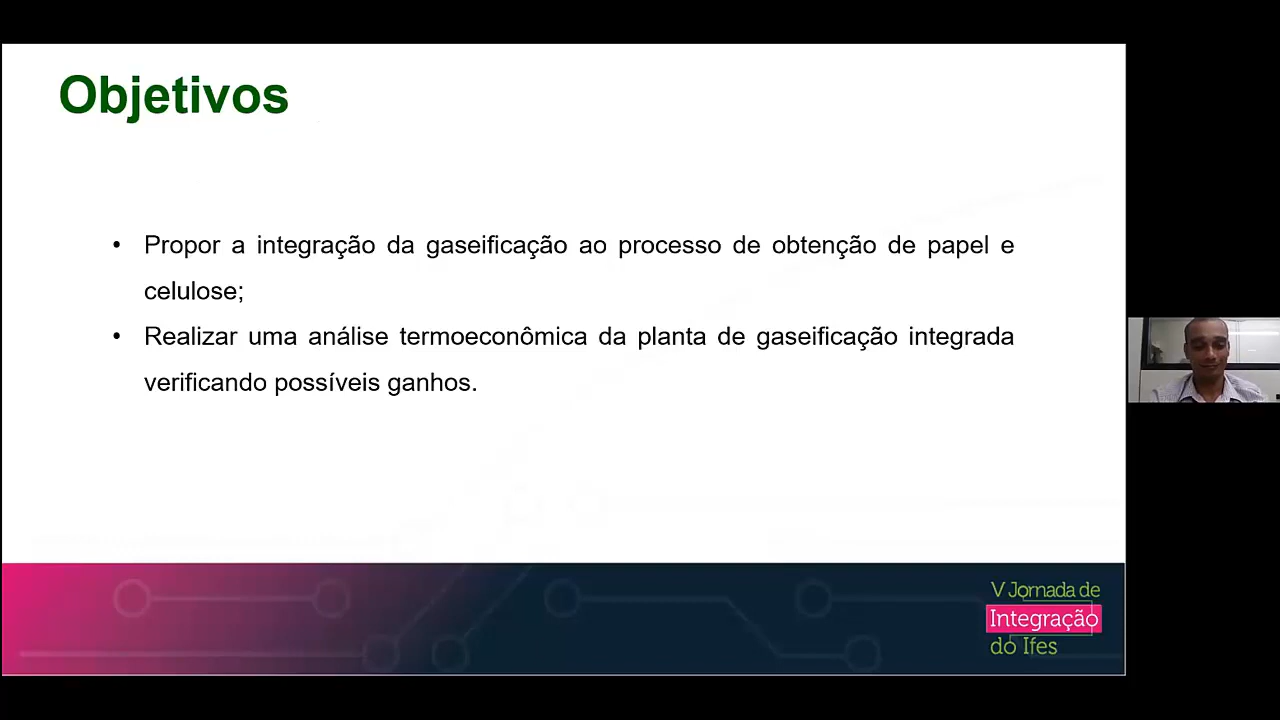 Objetivos
• Propor a integração da gaseificação ao processo de obtenção de papel e
celulose;
• Realizar uma análise termoeconômica da planta de gaseificação integrada
verificando possíveis ganhos.
V Jornada de
Integração
do Ifes